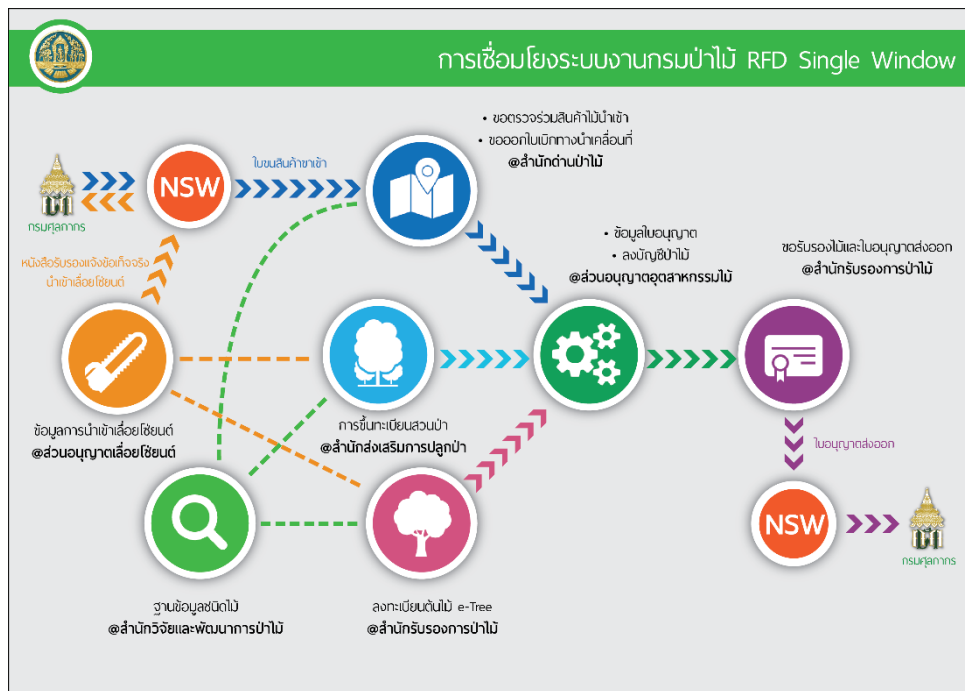 การเชื่อมโยงระบบงานกรมป่าไม้ RFD Single Window
• ขอตรวจร่วมสินค้าไม้นำเข้า
• ขอออกใบเบิกทางนำเคลื่อนที่
@สำนักด่านป่าไม้
ใบขนสินค้าขาเข้า
NSW
กรมศุลกากร
• ข้อมูลใบอนุญาต
• ลงบัญชีป่าไม้
@ส่วนอนุญาตอุตสาหกรรมไม้
ขอรับรองไม้และใบอนุญาตส่งออก
@สำนักรับรองการป่าไม้
หนังสือรับรองแจ้งข้อเท็จจริง
นำเข้าเลื่อยโซ่ยนต์
ข้อมูลการนำเข้าเลื่อยโซ่ยนต์
@ส่วนอนุญาตเลื่อยโซ่ยนต์
การขึ้นทะเบียนสวนป่า
@สำนักส่งเสริมการปลูกป่า
ใบอนุญาตส่งออก
NSW
กรมศุลกากร
ฐานข้อมูลชนิดไม้
@สำนักวิจัยและพัฒนาการป่าไม้
ลงทะเบียนต้นไม้ e-Tree
@สำนักรับรองการป่าไม้